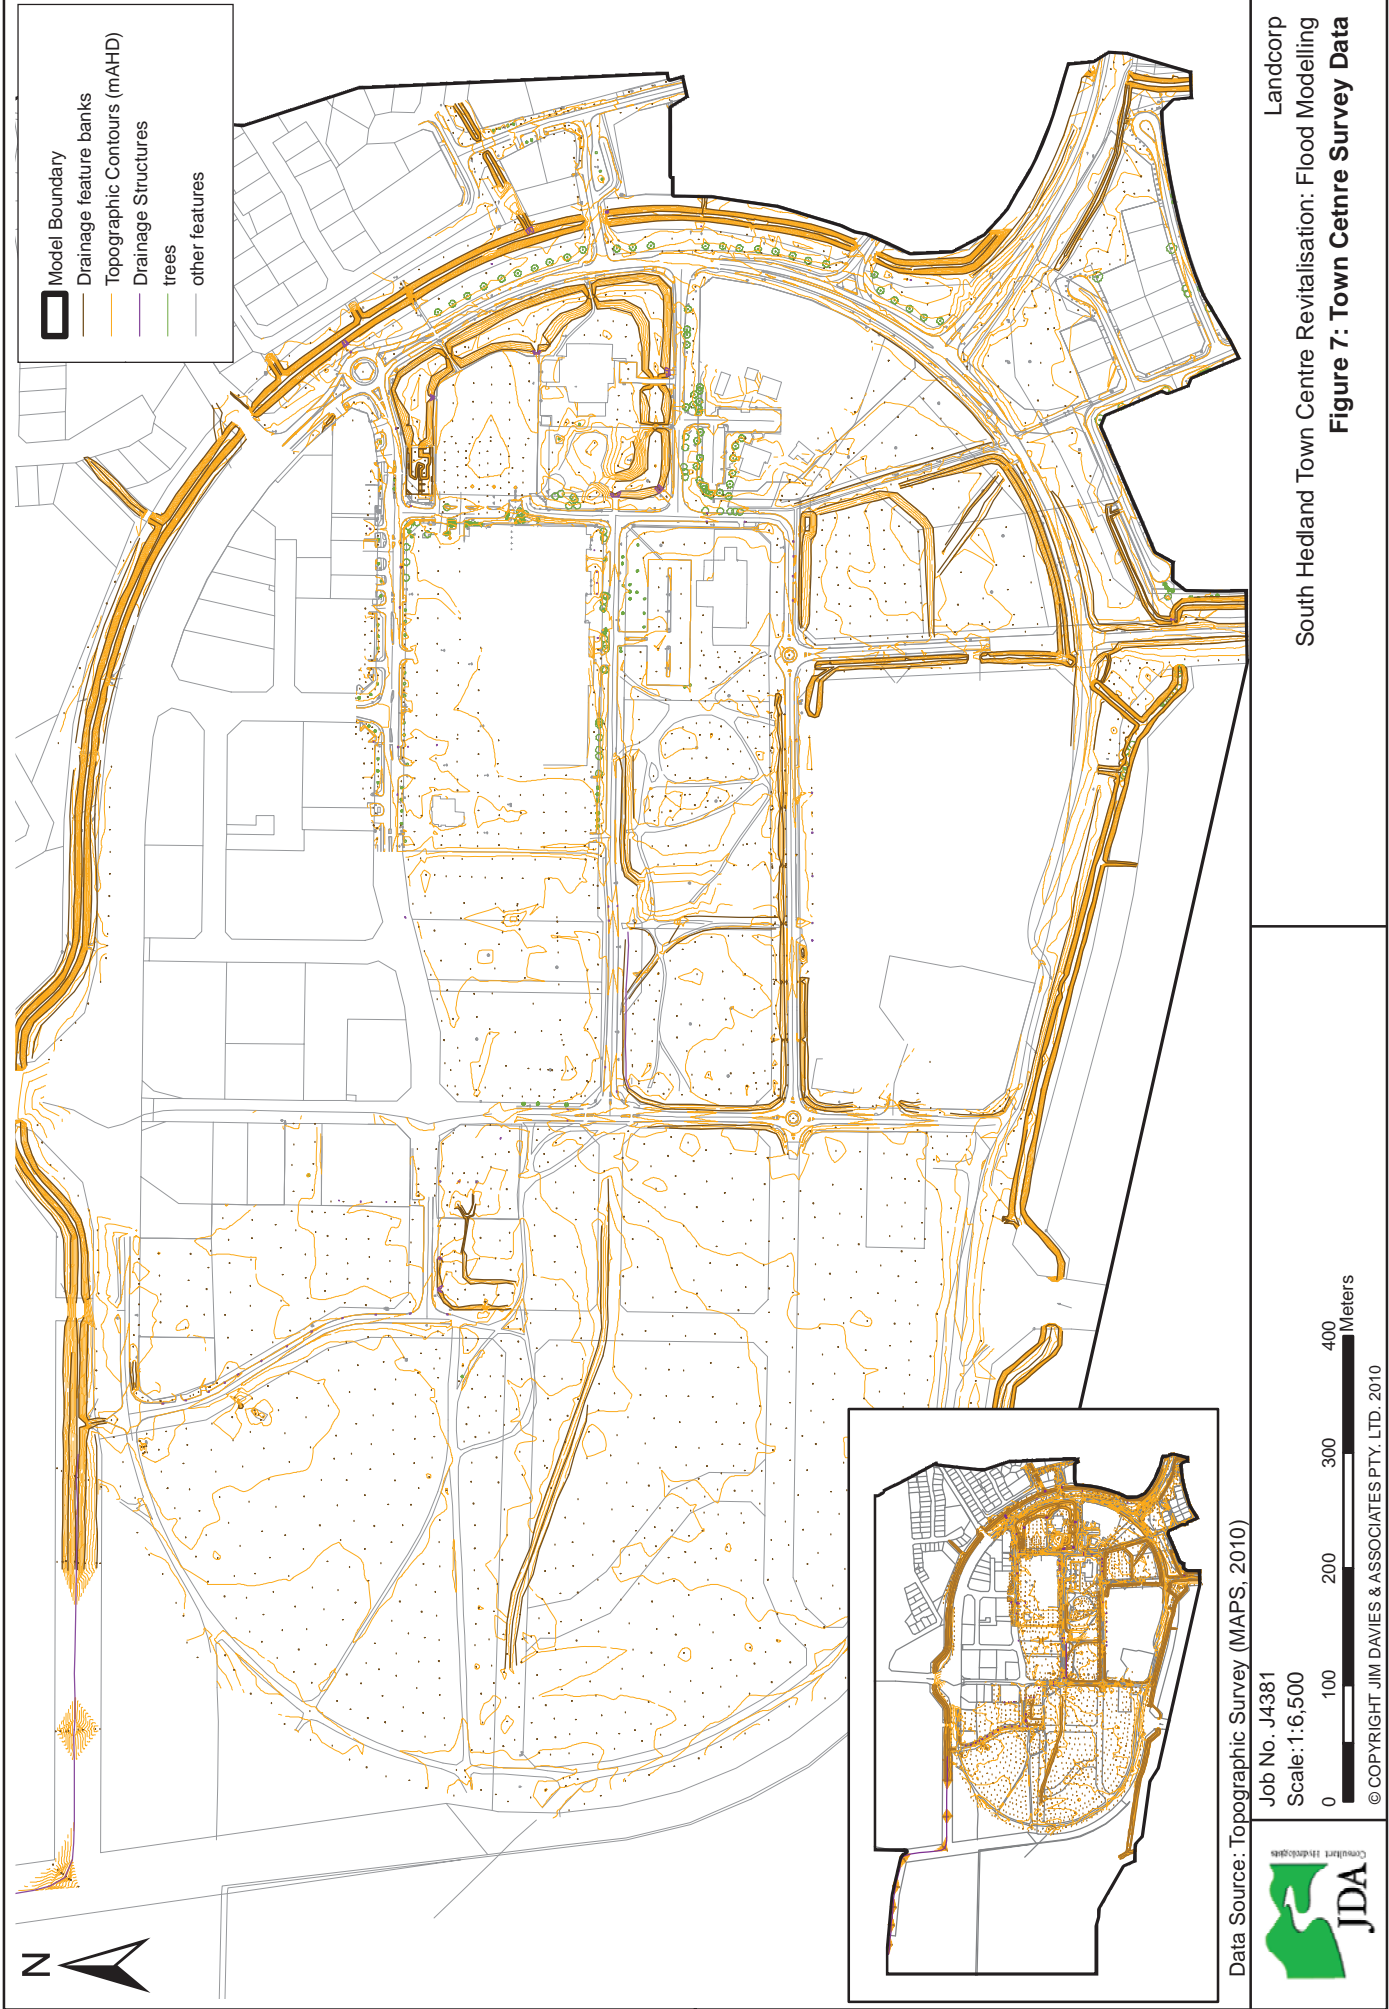 N
Model Boundary
Drainage feature banks
Topographic Contours (mAHD)
Drainage Structures
trees
other features
Data Source: Topographic Survey (MAPS, 2010)
JDA
Consultant Hydrologists
Job No. J4381
Scale:1:6,500
0 100 200 300 400
Meters
© COPYRIGHT JIM DAVIES & ASSOCIATES PTY. LTD. 2010
Landcorp
South Hedland Town Centre Revitalisation: Flood Modelling
Figure 7: Town Cetnre Survey Data